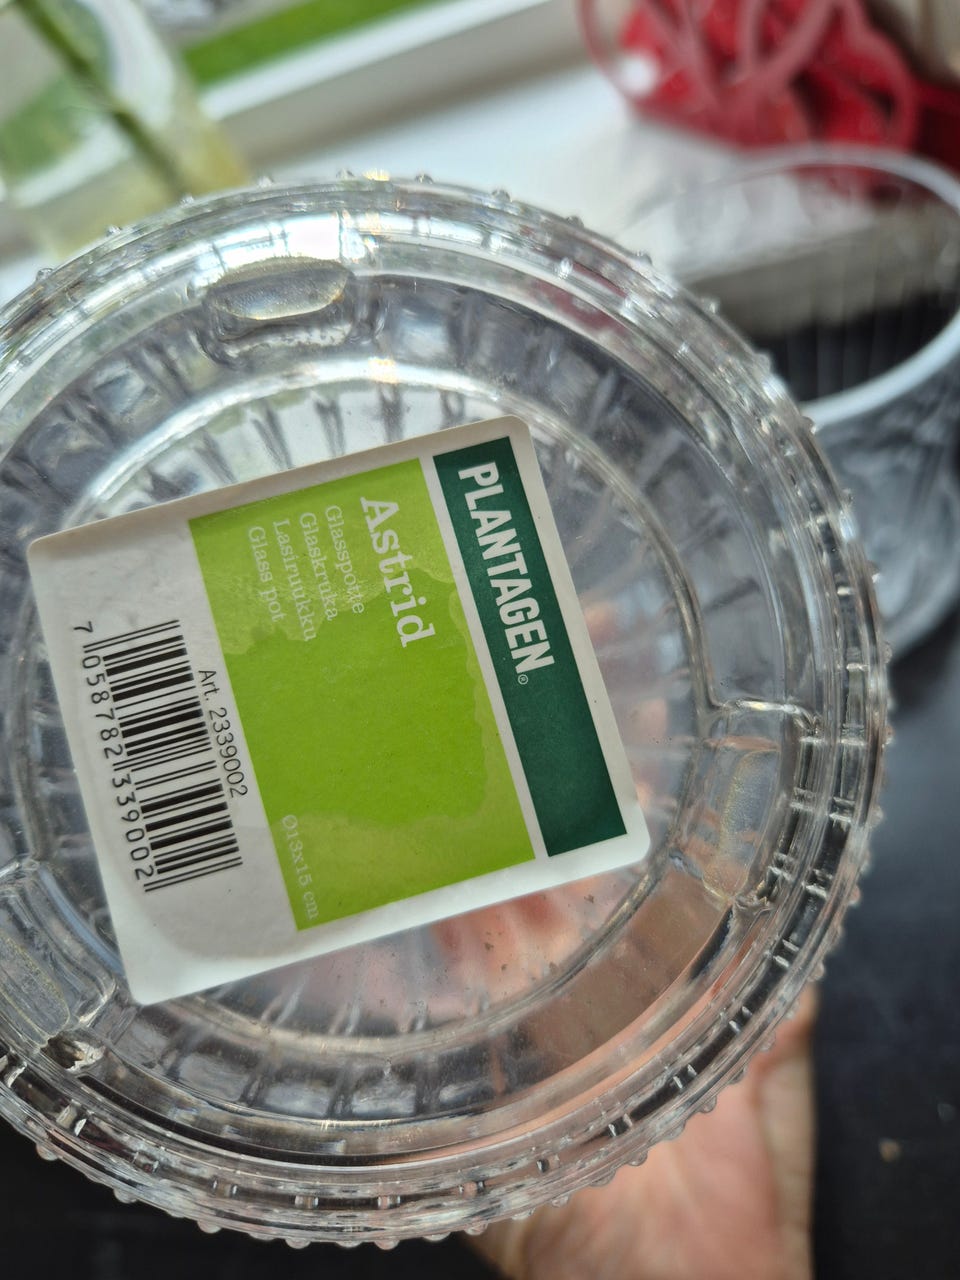 PLANTAGEN®
Astrid
Glasspotte
Glaskruka
Lasiruukku
Glass pot
Ø13x15 cm
Art. 2339002
7 058782 339002